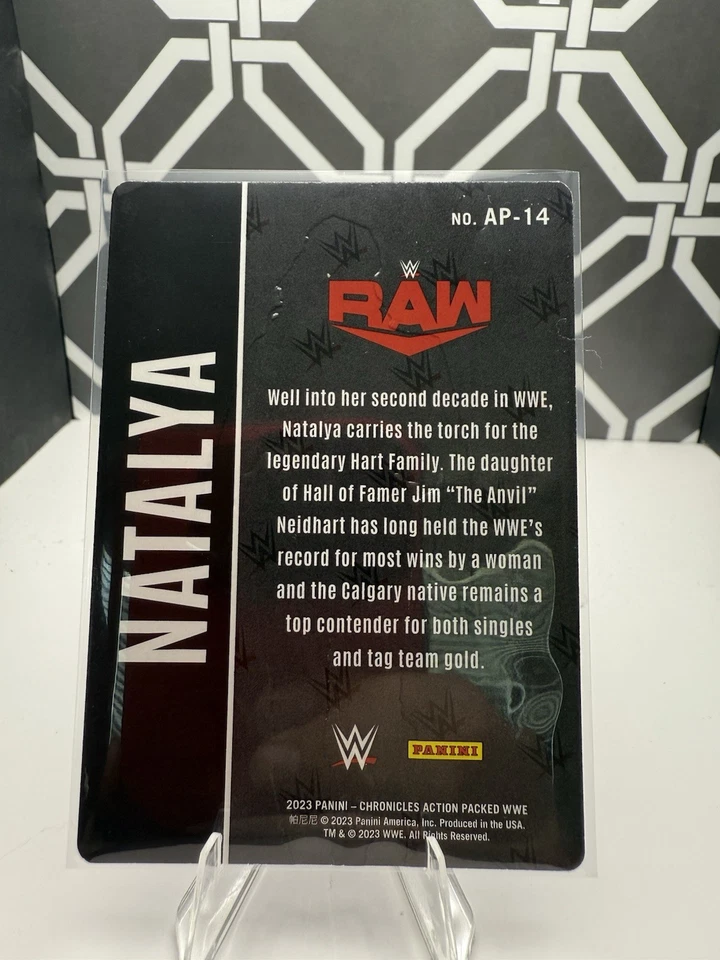 NO. AP-14
W
RAW
NATALYA
Well into her second decade in WWE,
Natalya carries the torch for the
legendary Hart Family. The daughter
of Hall of Famer Jim “The Anvil”
Neidhart has long held the WWE’s
record for most wins by a woman
and the Calgary native remains a
top contender for both singles
and tag team gold.
W
PANINI
2023 PANINI – CHRONICLES ACTION PACKED WWE
帕尼尼 © 2023 Panini America, Inc. Produced in the USA.
TM & © 2023 WWE. All Rights Reserved.